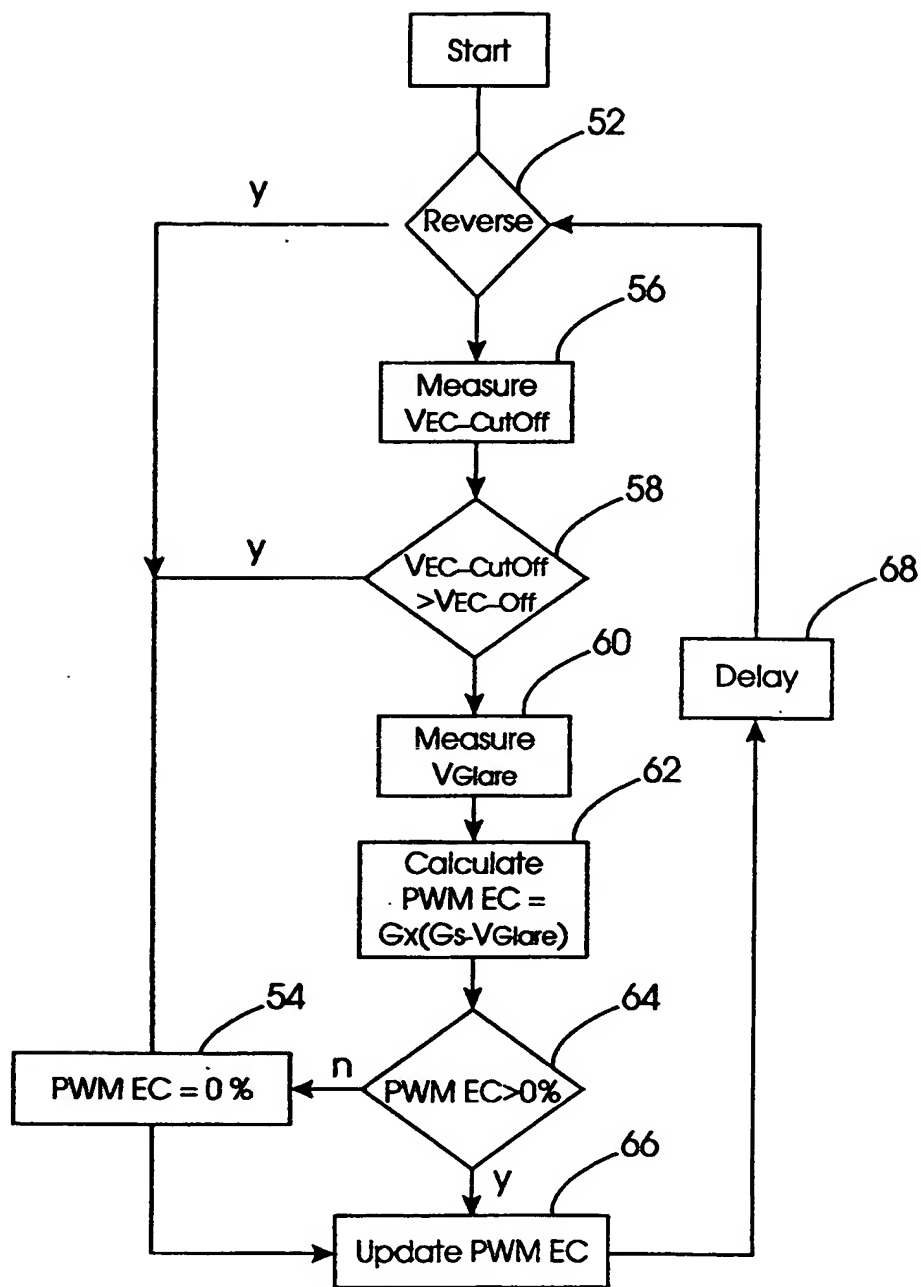 Start
52
y
Reverse
56
Measure
VEC–CutOff
58
y
VEC–CutOff
>VEC–Off
68
60
Delay
Measure
VGlare
62
Calculate
PWM EC =
Gx(Gs-VGlare)
54
64
n
PWM EC = 0 %
PWM EC>0%
66
y
Update PWM EC